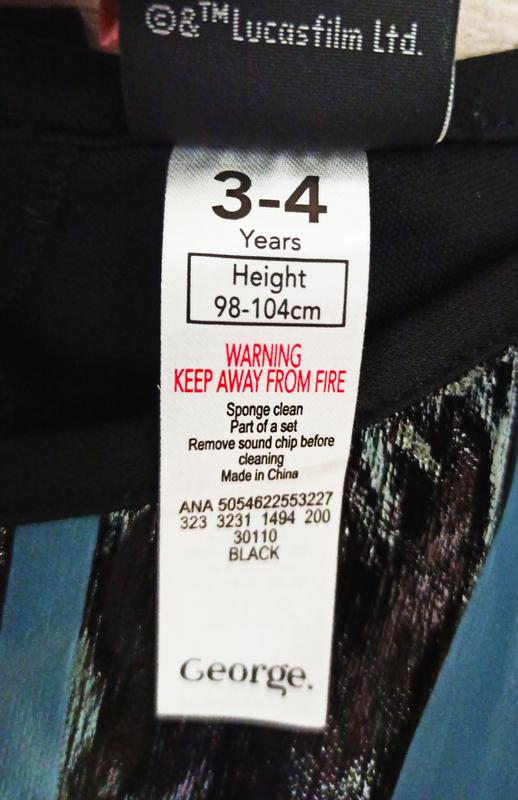 ©&™Lucasfilm Ltd.
3-4
Years
Height
98-104cm
WARNING
KEEP AWAY FROM FIRE
Sponge clean
Part of a set
Remove sound chip before
cleaning
Made in China
ANA 5054622553227
323 3231 1494 200
30110
BLACK
George.